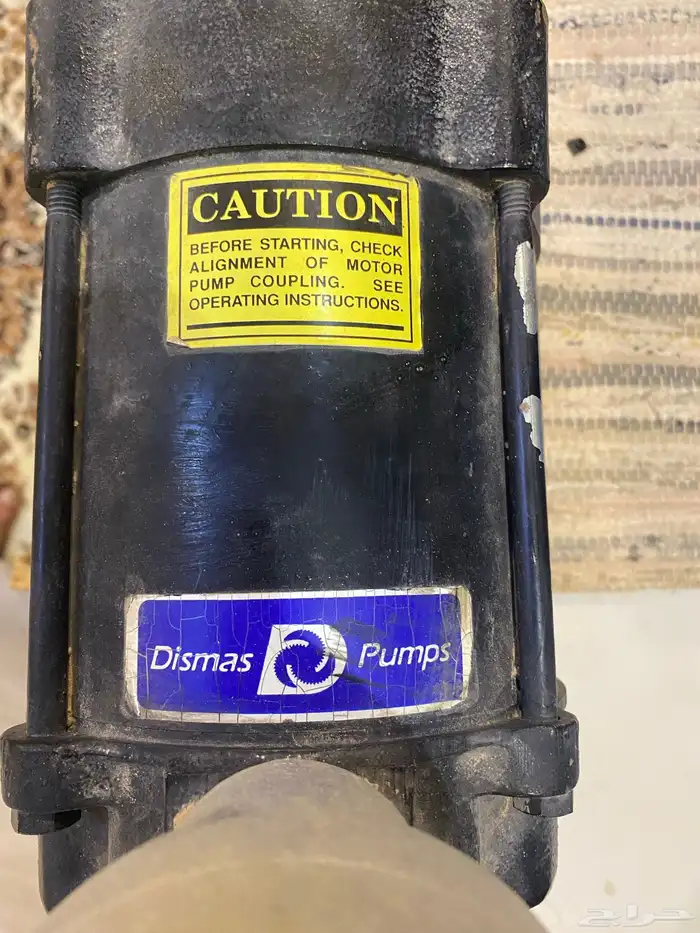 CAUTION
BEFORE STARTING, CHECK
ALIGNMENT OF MOTOR
PUMP COUPLING. SEE
OPERATING INSTRUCTIONS.
Dismas D Pumps
حراج